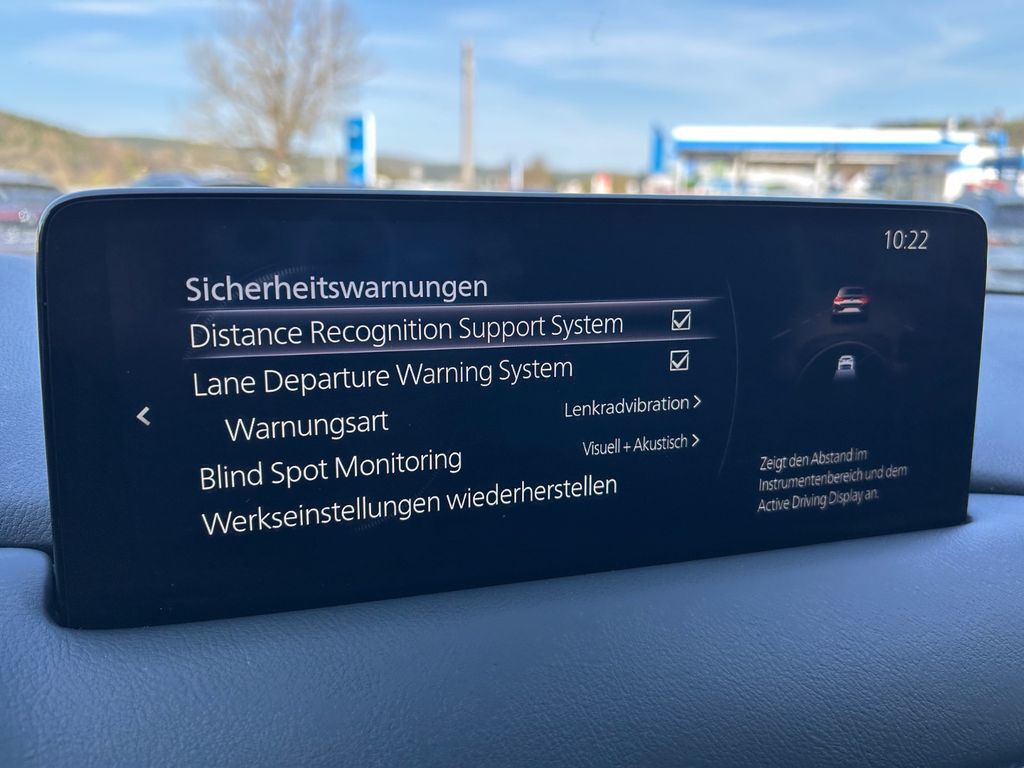 10:22
Sicherheitswarnungen
Distance Recognition Support System
Lane Departure Warning System
Warnungsart
Lenkradvibration
Blind Spot Monitoring
Visuell + Akustisch
Werkseinstellungen wiederherstellen
Zeigt den Abstand im
Instrumentenbereich und dem
Active Driving Display an.